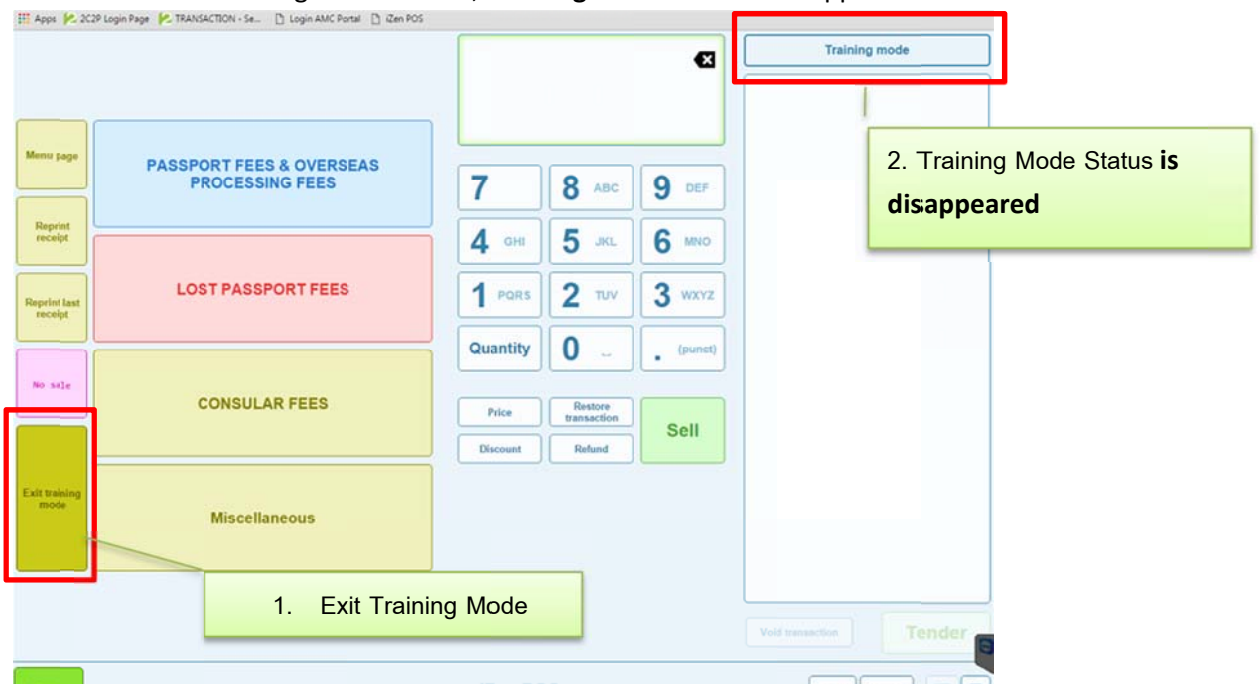 Apps 2C2P Login Page TRANSACTION - Se... Login AMC Portal iZen POS
Training mode
Menu page
PASSPORT FEES & OVERSEAS
PROCESSING FEES
2. Training Mode Status is
disappeared
7
8 ABC
9 DEF
Reprint
receipt
4 GHI
5 JKL
6 MNO
LOST PASSPORT FEES
Reprint last
receipt
1 PQRS
2 TUV
3 WXYZ
Quantity
0
. (punct)
No sale
CONSULAR FEES
Price
Restore
transaction
Sell
Discount
Refund
Exit training
mode
Miscellaneous
1. Exit Training Mode
Void transaction
Tender